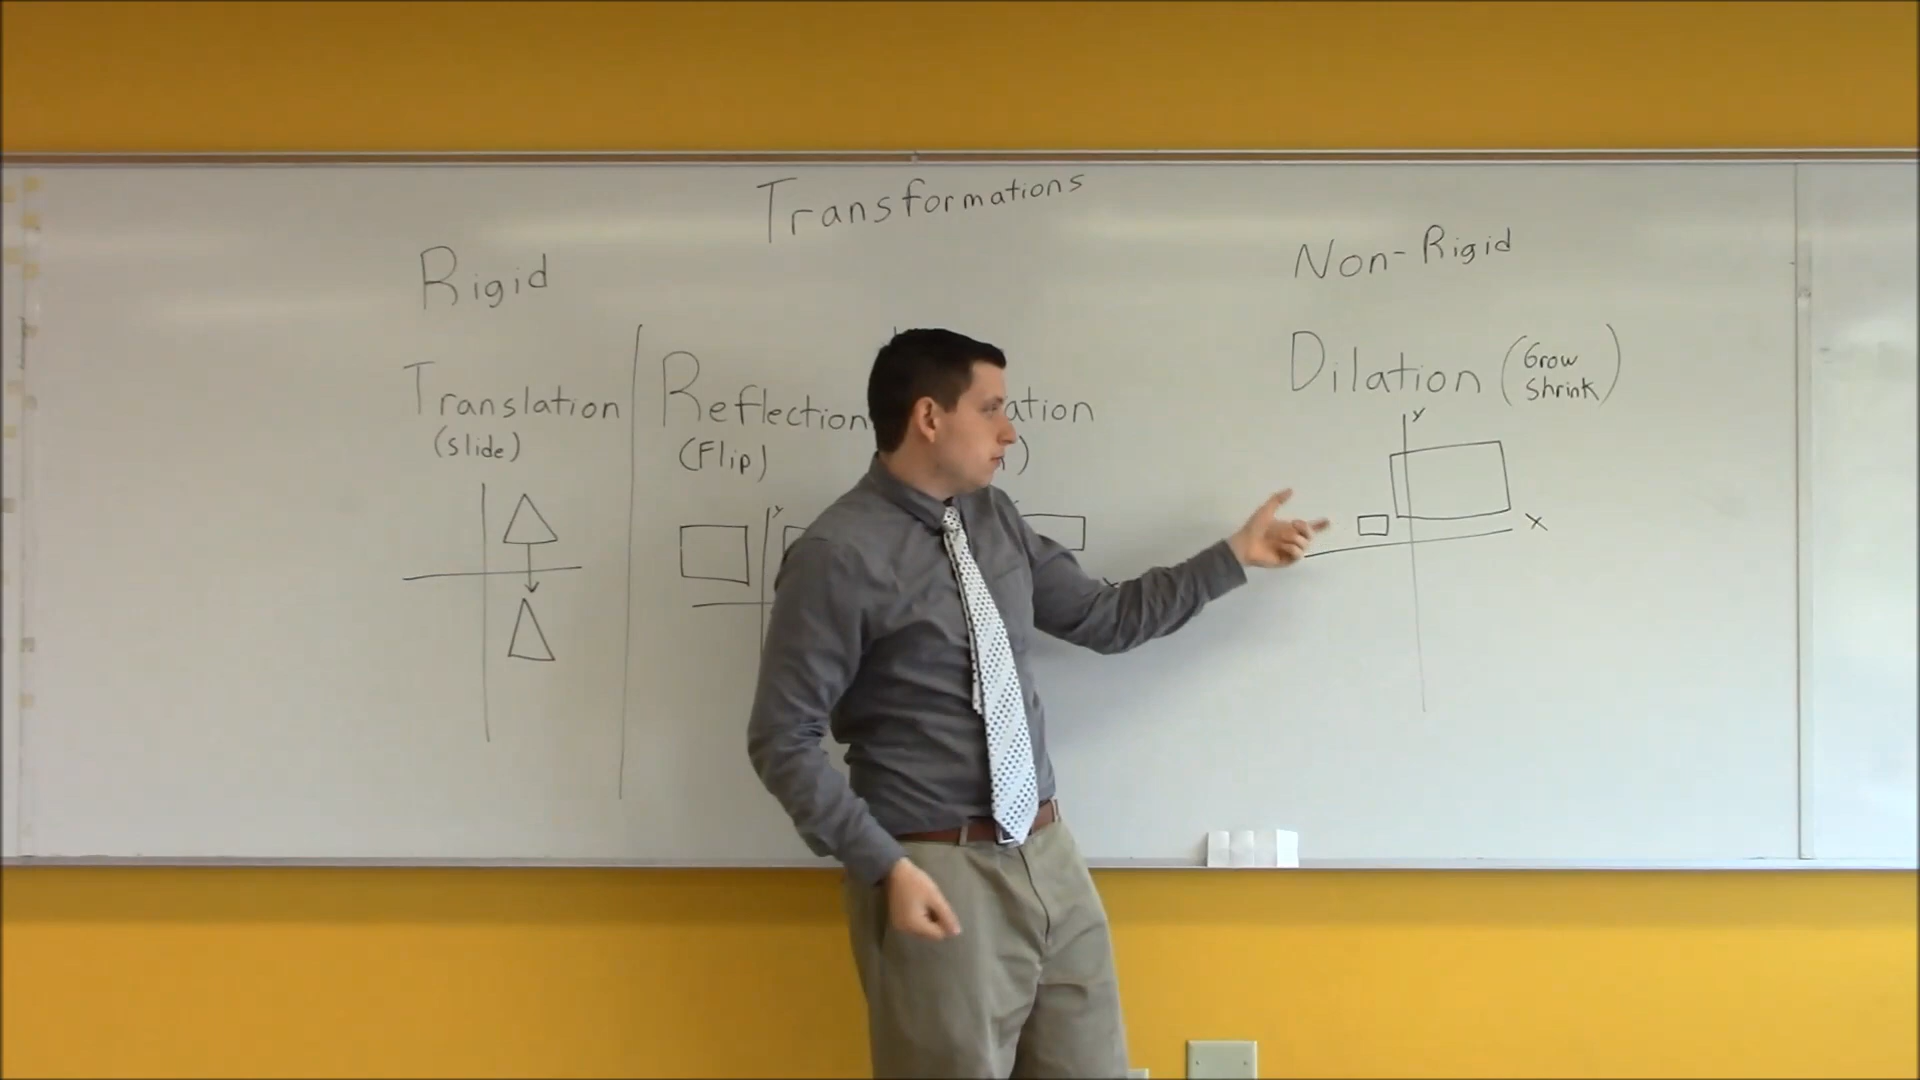 Transformations
Rigid
Non-Rigid
Translation
(slide)
Reflection
(Flip)
Dilation (Grow
Shrink)
y
y
x